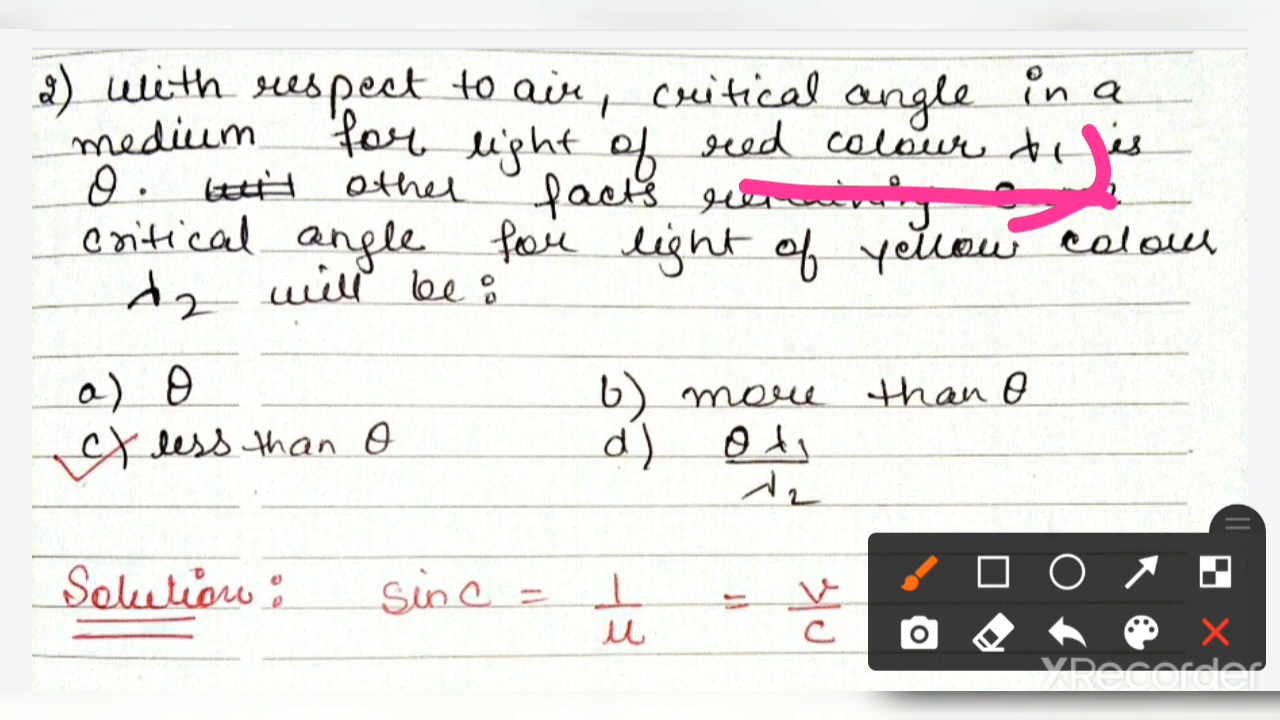 2) with respect to air, critical angle in a
medium for light of red colour λ1 is
θ. other facts remaining
critical angle for light of yellow colour
λ2 will be:
a) θ b) more than θ
c) less than θ d) θλ1/λ2
Solution: sin c = 1/μ = v/c
XRecorder